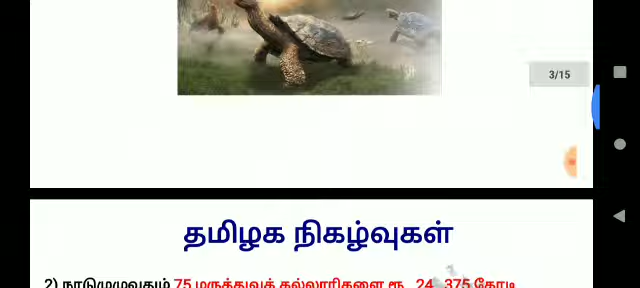 3/15
தமிழக நிகழ்வுகள்
2) நாடுமுழுவதும் 75 மருத்துவக் கல்லூரிகளை ரூ. 24, 375 கோடி